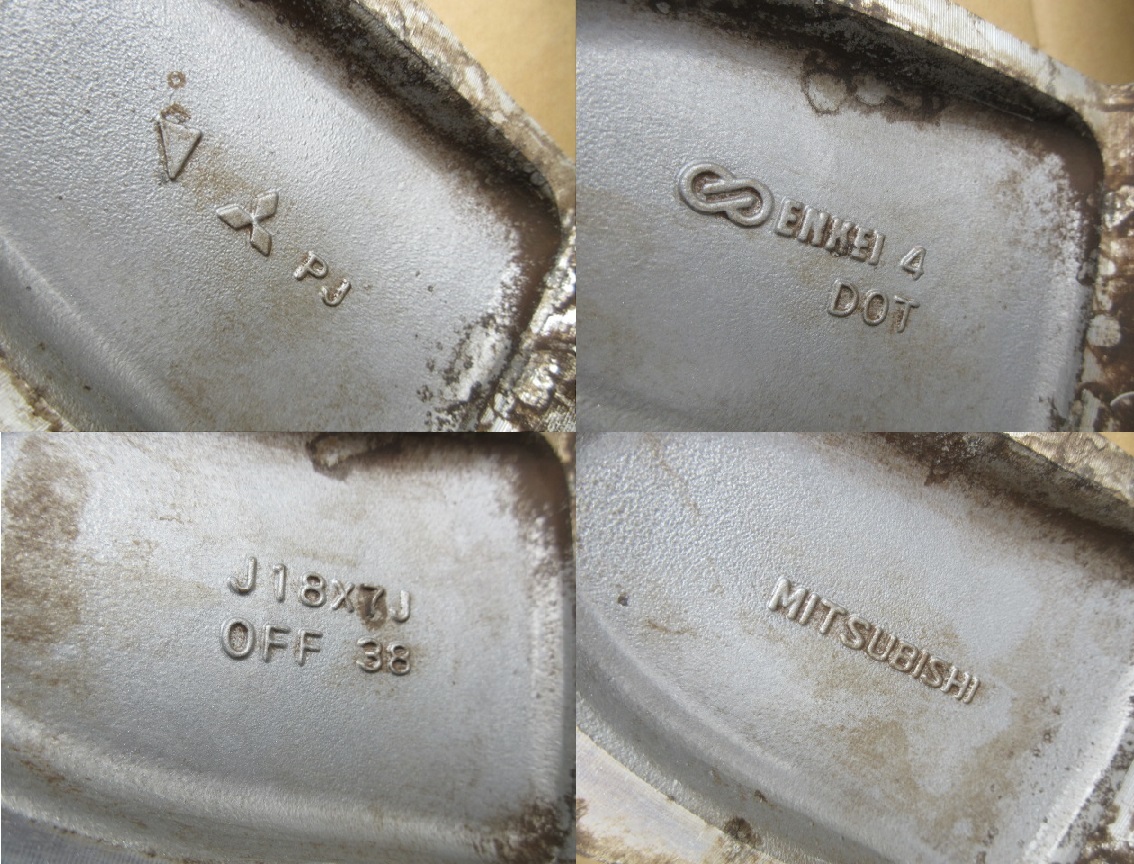 PJ
ENKEI 4
DOT
J18X7J
OFF 38
MITSUBISHI